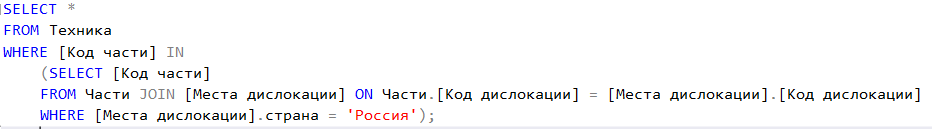 SELECT *
FROM Техника
WHERE [Код части] IN
(SELECT [Код части]
FROM Части JOIN [Места дислокации] ON Части.[Код дислокации] = [Места дислокации].[Код дислокации]
WHERE [Места дислокации].страна = 'Россия');